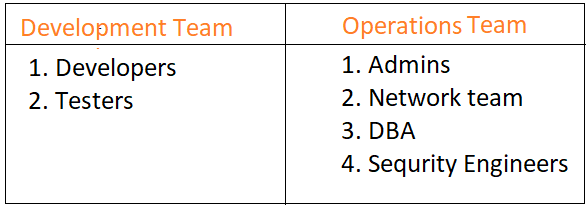 Development Team
1. Developers
2. Testers
Operations Team
1. Admins
2. Network team
3. DBA
4. Sequrity Engineers